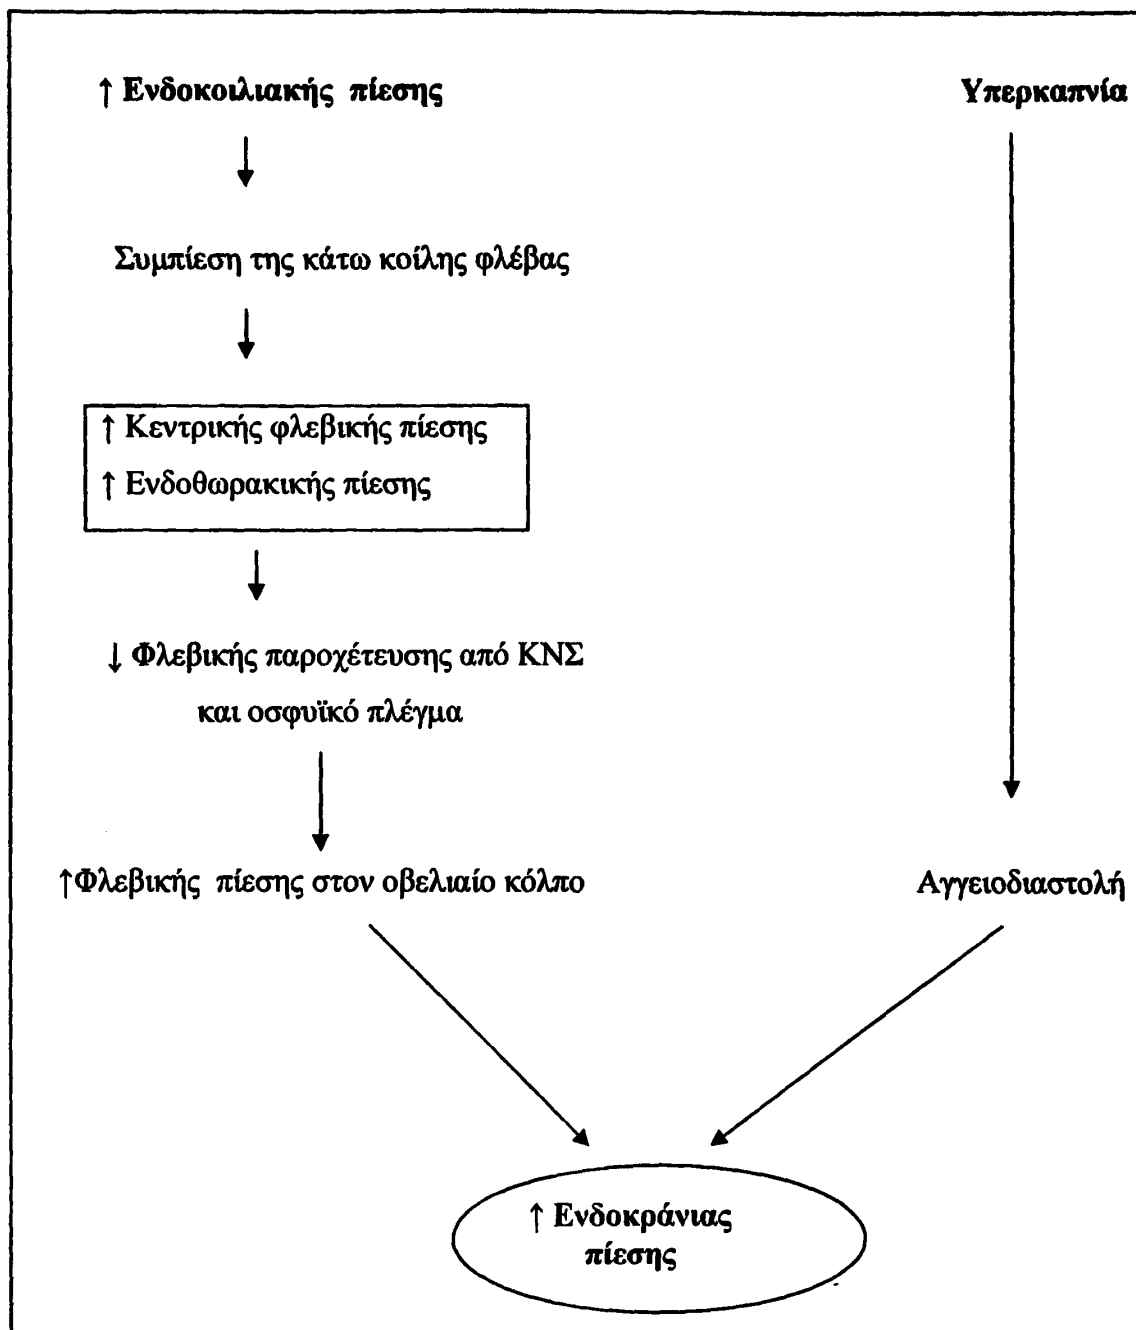 ↑ Ενδοκοιλιακής πίεσης
Υπερκαπνία
Συμπίεση της κάτω κοίλης φλέβας
↑ Κεντρικής φλεβικής πίεσης
↑ Ενδοθωρακικής πίεσης
↓ Φλεβικής παροχέτευσης από ΚΝΣ
και οσφυϊκό πλέγμα
↑Φλεβικής πίεσης στον οβελιαίο κόλπο
Αγγειοδιαστολή
↑ Ενδοκράνιας
πίεσης